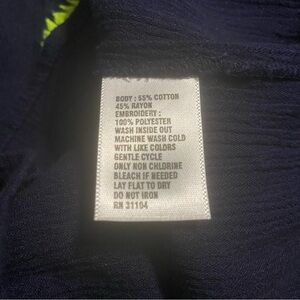 BODY : 55% COTTON
45% RAYON
EMBROIDERY :
100% POLYESTER
WASH INSIDE OUT
MACHINE WASH COLD
WITH LIKE COLORS
GENTLE CYCLE
ONLY NON CHLORINE
BLEACH IF NEEDED
LAY FLAT TO DRY
DO NOT IRON
RN 31104